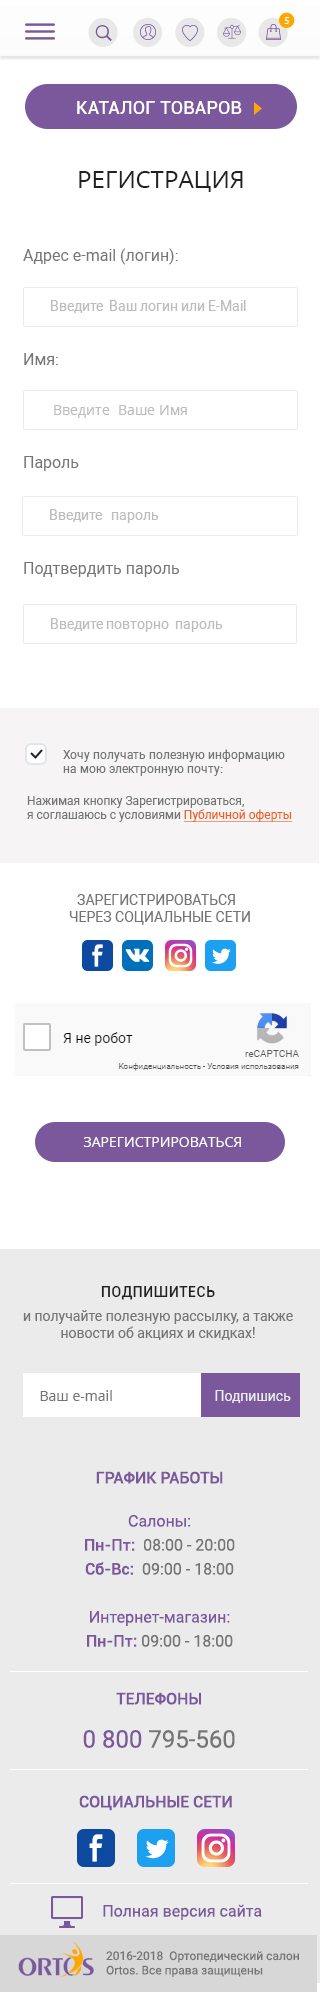 5
КАТАЛОГ ТОВАРОВ
РЕГИСТРАЦИЯ
Адрес e-mail (логин):
Введите Ваш логин или E-Mail
Имя:
Введите Ваше Имя
Пароль
Введите пароль
Подтвердить пароль
Введите повторно пароль
Хочу получать полезную информацию
на мою электронную почту:
Нажимая кнопку Зарегистрироваться,
я соглашаюсь с условиями Публичной оферты
ЗАРЕГИСТРИРОВАТЬСЯ
ЧЕРЕЗ СОЦИАЛЬНЫЕ СЕТИ
Я не робот
reCAPTCHA
Конфиденциальность - Условия использования
ЗАРЕГИСТРИРОВАТЬСЯ
ПОДПИШИТЕСЬ
и получайте полезную рассылку, а также
новости об акциях и скидках!
Ваш e-mail
Подпишись
ГРАФИК РАБОТЫ
Салоны:
Пн-Пт: 08:00 - 20:00
Сб-Вс: 09:00 - 18:00
Интернет-магазин:
Пн-Пт: 09:00 - 18:00
ТЕЛЕФОНЫ
0 800 795-560
СОЦИАЛЬНЫЕ СЕТИ
Полная версия сайта
ORTOS
2016-2018 Ортопедический салон
Ortos. Все права защищены